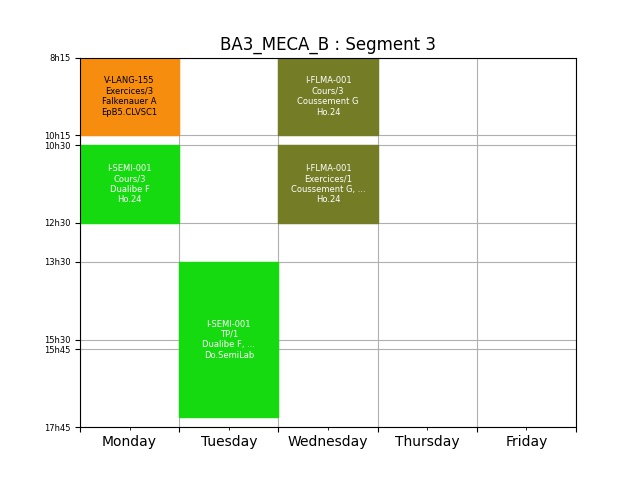 BA3_MECA_B : Segment 3
8h15
V-LANG-155
Exercices/3
Falkenauer A
EpB5.CLVSC1
I-FLMA-001
Cours/3
Coussement G
Ho.24
10h15
10h30
I-SEMI-001
Cours/3
Dualibe F
Ho.24
I-FLMA-001
Exercices/1
Coussement G, ...
Ho.24
12h30
13h30
I-SEMI-001
TP/1
Dualibe F, ...
Do.SemiLab
15h30
15h45
17h45
Monday
Tuesday
Wednesday
Thursday
Friday